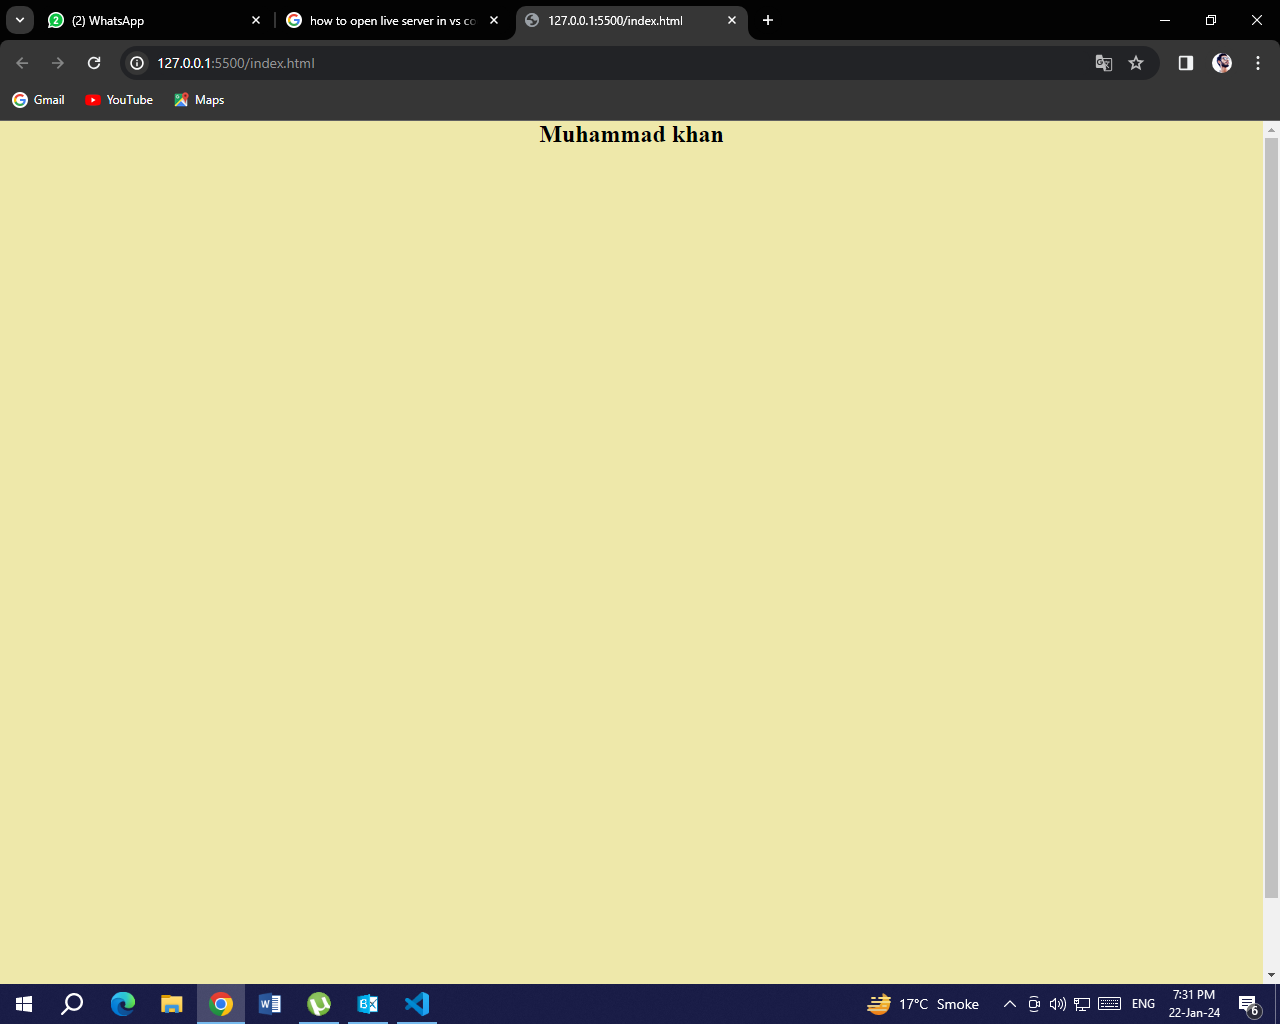 2 (2) WhatsApp
how to open live server in vs co
127.0.0.1:5500/index.html
127.0.0.1:5500/index.html
Gmail YouTube Maps
Muhammad khan
17°C Smoke
ENG
7:31 PM
22-Jan-24
6